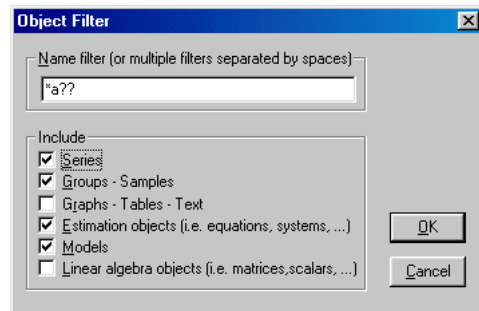 Object Filter
Name filter (or multiple filters separated by spaces)
*a??
Include
Series
Groups - Samples
Graphs - Tables - Text
Estimation objects (i.e. equations, systems, ...)
Models
Linear algebra objects (i.e. matrices,scalars, ...)
OK
Cancel